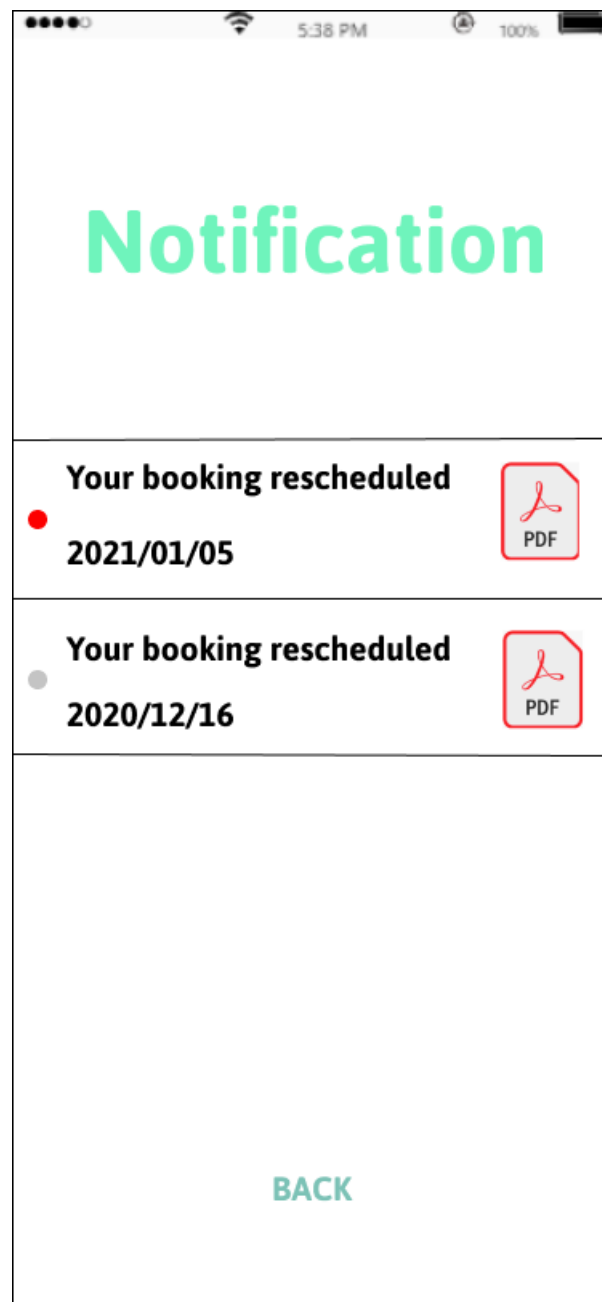 5:38 PM 100%
Notification
Your booking rescheduled
2021/01/05
PDF
Your booking rescheduled
2020/12/16
PDF
BACK